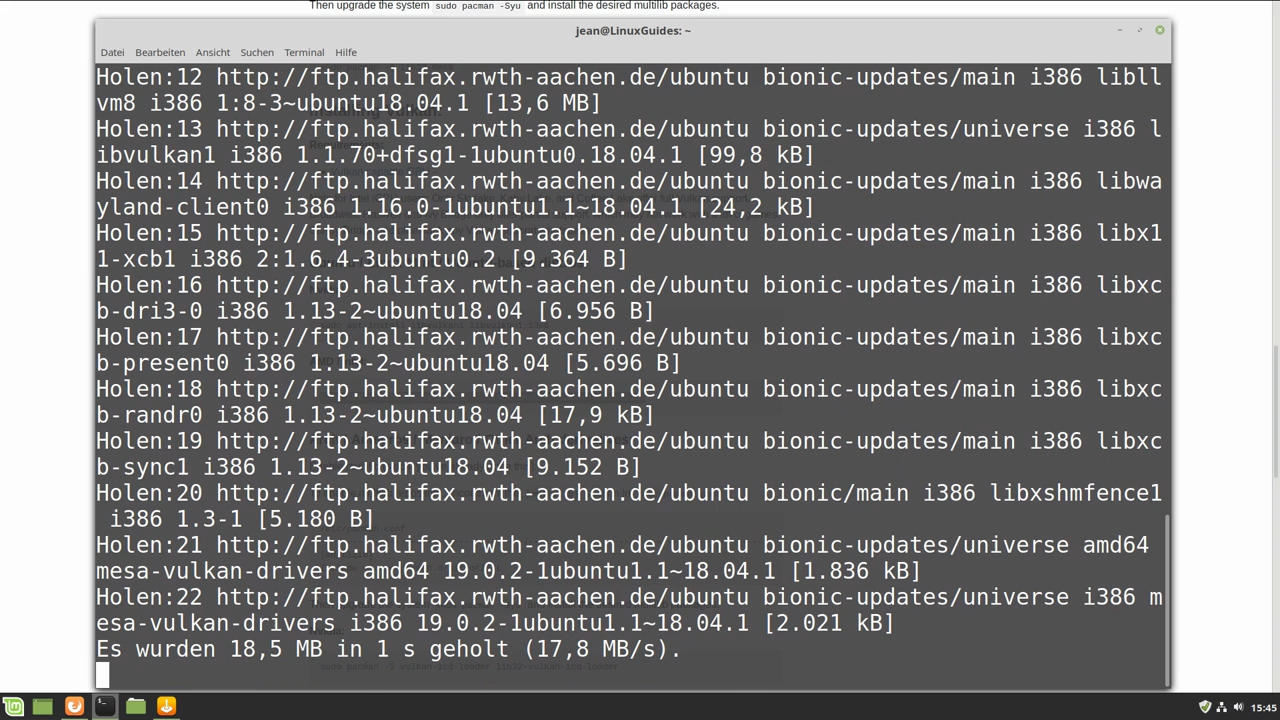 Then upgrade the system sudo pacman -Syu and install the desired multilib packages.
jean@LinuxGuides: ~
Datei Bearbeiten Ansicht Suchen Terminal Hilfe
Holen:12 http://ftp.halifax.rwth-aachen.de/ubuntu bionic-updates/main i386 libll
vm8 i386 1:8-3~ubuntu18.04.1 [13,6 MB]
Holen:13 http://ftp.halifax.rwth-aachen.de/ubuntu bionic-updates/universe i386 l
ibvulkan1 i386 1.1.70+dfsg1-1ubuntu0.18.04.1 [99,8 kB]
Holen:14 http://ftp.halifax.rwth-aachen.de/ubuntu bionic-updates/main i386 libwa
yland-client0 i386 1.16.0-1ubuntu1.1~18.04.1 [24,2 kB]
Holen:15 http://ftp.halifax.rwth-aachen.de/ubuntu bionic-updates/main i386 libx1
1-xcb1 i386 2:1.6.4-3ubuntu0.2 [9.364 B]
Holen:16 http://ftp.halifax.rwth-aachen.de/ubuntu bionic-updates/main i386 libxc
b-dri3-0 i386 1.13-2~ubuntu18.04 [6.956 B]
Holen:17 http://ftp.halifax.rwth-aachen.de/ubuntu bionic-updates/main i386 libxc
b-present0 i386 1.13-2~ubuntu18.04 [5.696 B]
Holen:18 http://ftp.halifax.rwth-aachen.de/ubuntu bionic-updates/main i386 libxc
b-randr0 i386 1.13-2~ubuntu18.04 [17,9 kB]
Holen:19 http://ftp.halifax.rwth-aachen.de/ubuntu bionic-updates/main i386 libxc
b-sync1 i386 1.13-2~ubuntu18.04 [9.152 B]
Holen:20 http://ftp.halifax.rwth-aachen.de/ubuntu bionic/main i386 libxshmfence1
i386 1.3-1 [5.180 B]
Holen:21 http://ftp.halifax.rwth-aachen.de/ubuntu bionic-updates/universe amd64
mesa-vulkan-drivers amd64 19.0.2-1ubuntu1.1~18.04.1 [1.836 kB]
Holen:22 http://ftp.halifax.rwth-aachen.de/ubuntu bionic-updates/universe i386 m
esa-vulkan-drivers i386 19.0.2-1ubuntu1.1~18.04.1 [2.021 kB]
Es wurden 18,5 MB in 1 s geholt (17,8 MB/s).
sudo pacman -S vulkan-icd-loader lib32-vulkan-icd-loader
15:45